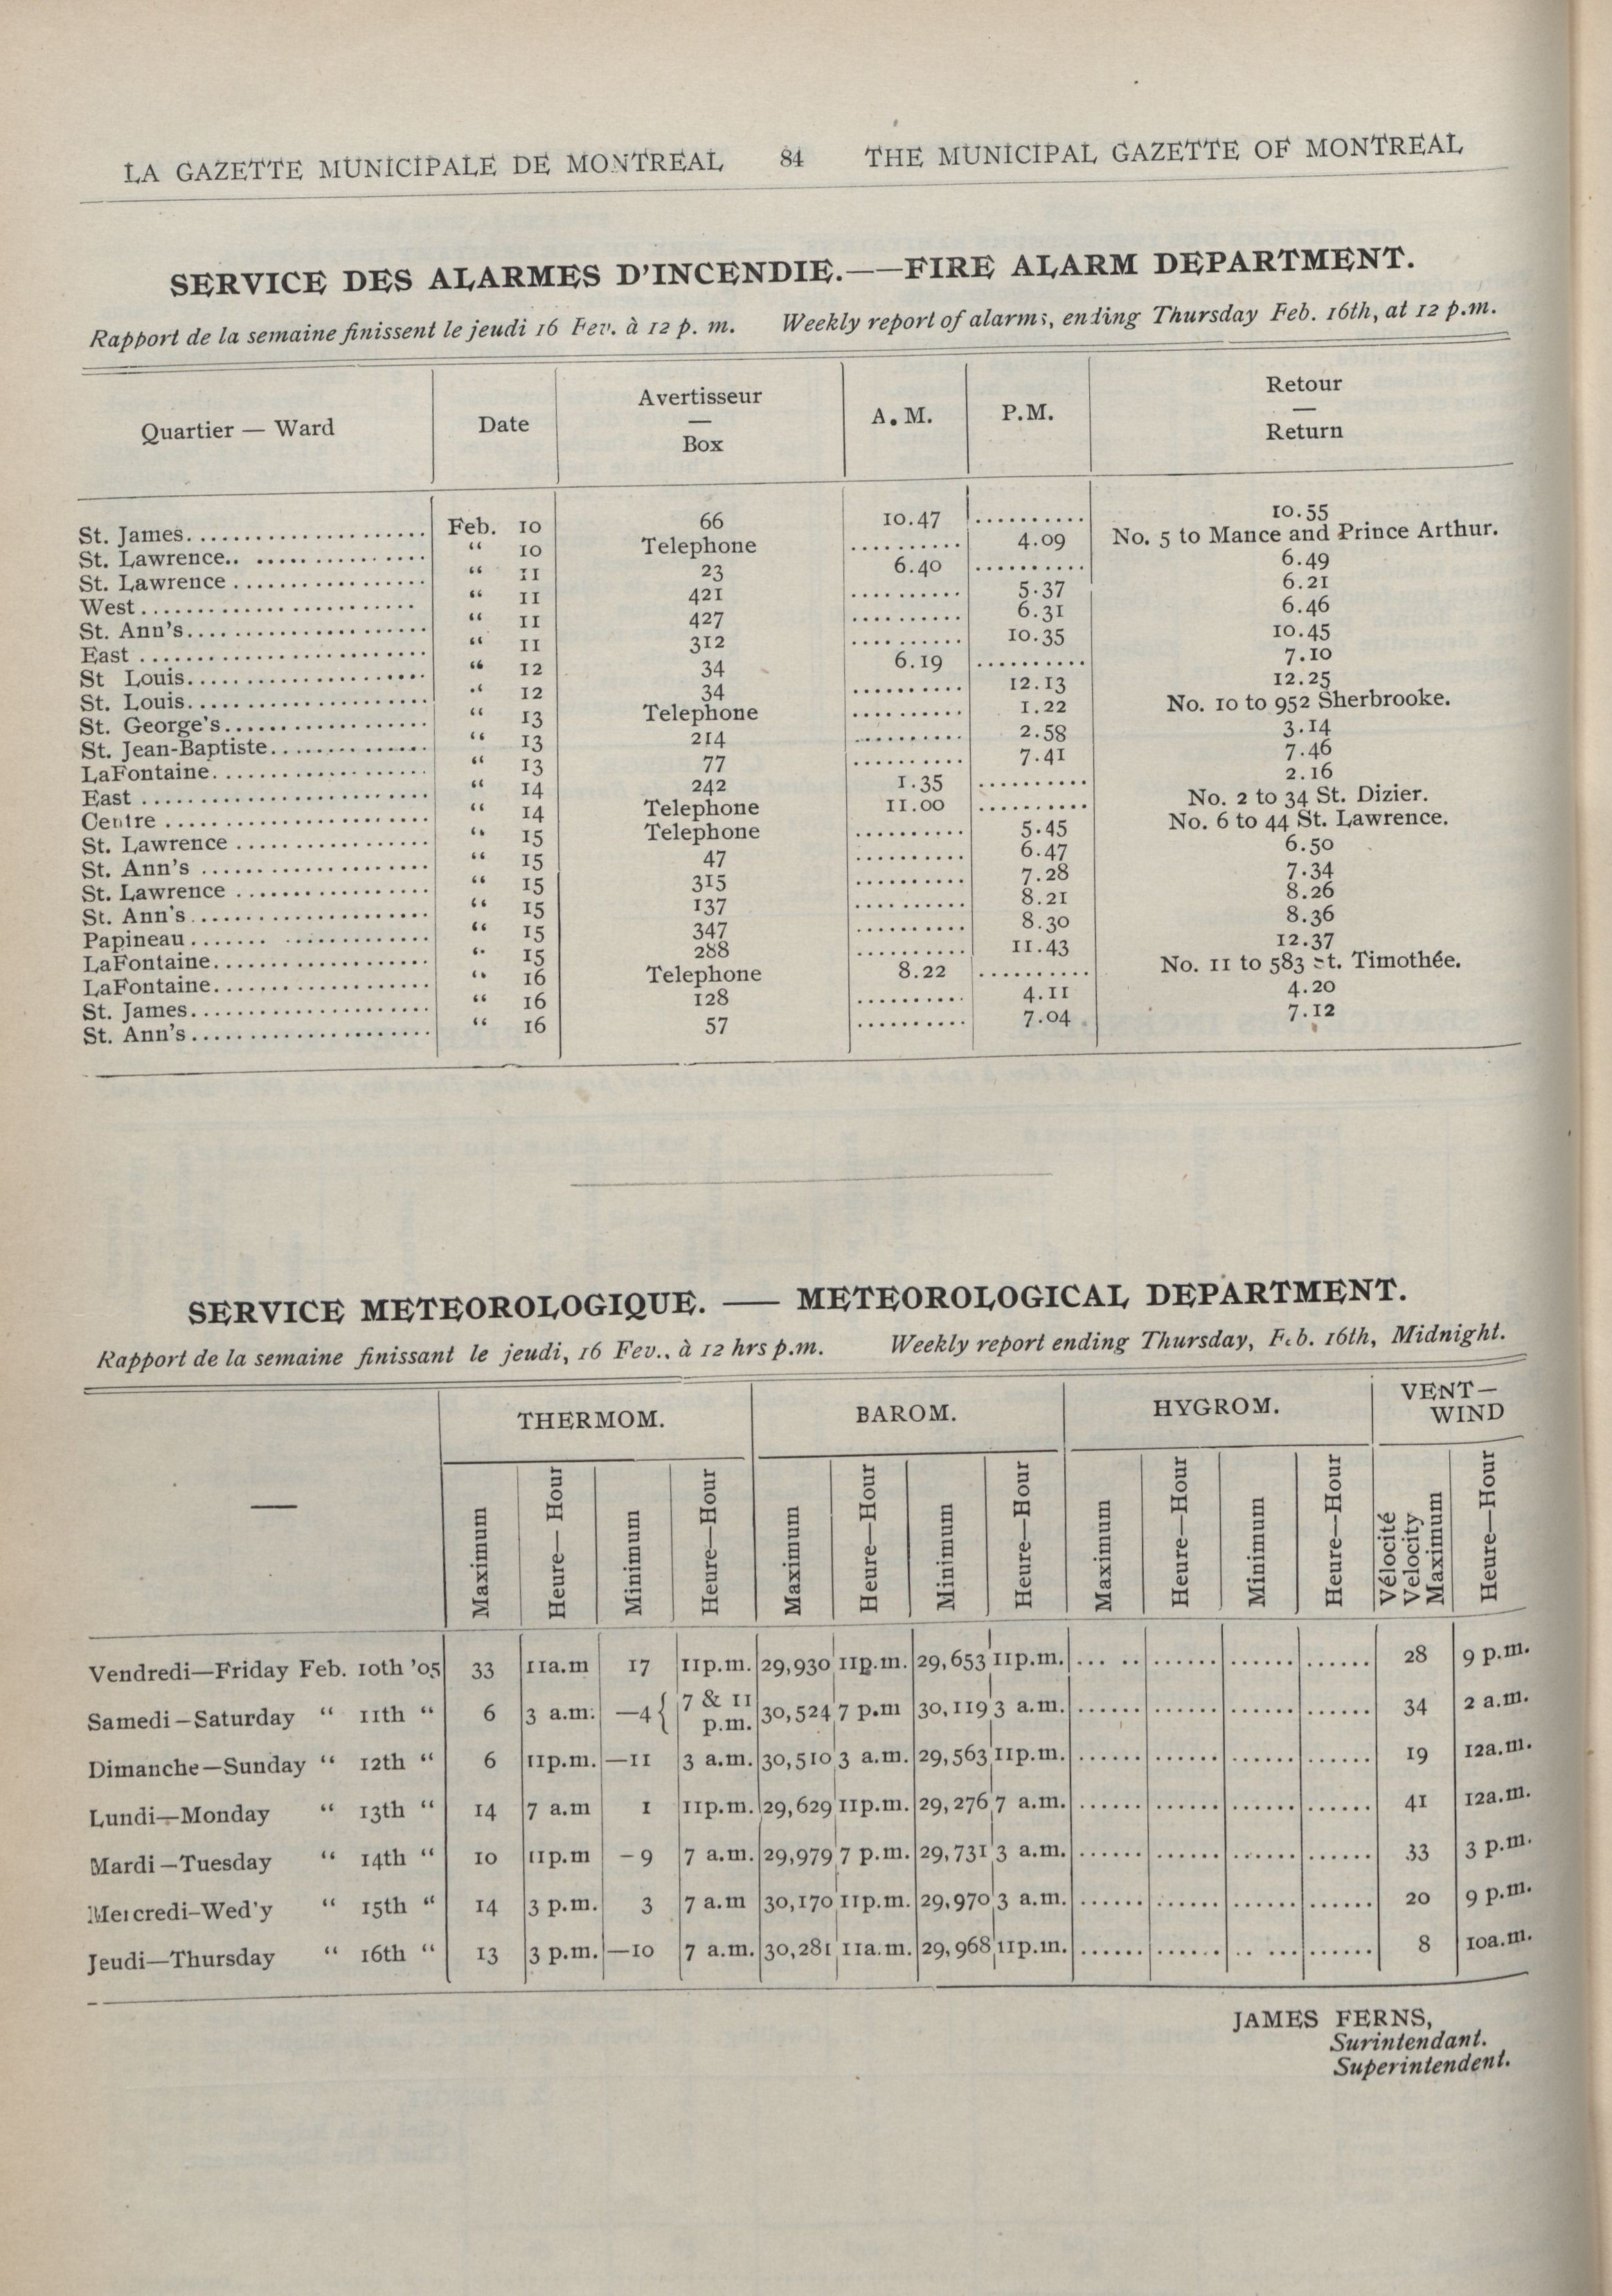 LA GAZETTE MUNICIPALE DE MONTREAL 84 THE MUNICIPAL GAZETTE OF MONTREAL
SERVICE DES ALARMES D'INCENDIE.——FIRE ALARM DEPARTMENT.
Rapport de la semaine finissent le jeudi 16 Fev. à 12 p. m. Weekly report of alarms, ending Thursday Feb. 16th, at 12 p.m.
Quartier — Ward Date Avertisseur — Box A. M. P.M. Retour — Return
St. James..................... Feb. 10 66 10.47 .......... 10.55
St. Lawrence.. ................. " 10 Telephone .......... 4.09 No. 5 to Mance and Prince Arthur.
St. Lawrence................. " 11 23 6.40 .......... 6.49
West........................ " 11 421 .......... 5.37 6.21
St. Ann's..................... " 11 427 .......... 6.31 6.46
East ......................... " 11 312 .......... 10.35 10.45
St Louis..................... " 12 34 6.19 .......... 7.10
St. Louis..................... " 12 34 .......... 12.13 12.25
St. George's.................. " 13 Telephone .......... 1.22 No. 10 to 952 Sherbrooke.
St. Jean-Baptiste.............. " 13 214 .......... 2.58 3.14
LaFontaine................... " 13 77 .......... 7.41 7.46
East ......................... " 14 242 1.35 .......... 2.16
Centre ....................... " 14 Telephone 11.00 .......... No. 2 to 34 St. Dizier.
St. Lawrence ................. " 15 Telephone .......... 5.45 No. 6 to 44 St. Lawrence.
St. Ann's .................... " 15 47 .......... 6.47 6.50
St. Lawrence ................. " 15 315 .......... 7.28 7.34
St. Ann's..................... " 15 137 .......... 8.21 8.26
Papineau....... ............. " 15 347 .......... 8.30 8.36
LaFontaine................... " 15 288 .......... 11.43 12.37
LaFontaine................... " 16 Telephone 8.22 .......... No. 11 to 583 St. Timothée.
St. James..................... " 16 128 .......... 4.11 4.20
St. Ann's..................... " 16 57 .......... 7.04 7.12
SERVICE METEOROLOGIQUE. —— METEOROLOGICAL DEPARTMENT.
Rapport de la semaine finissant le jeudi, 16 Fev., à 12 hrs p.m. Weekly report ending Thursday, Feb. 16th, Midnight.
— THERMOM. BAROM. HYGROM. VENT—WIND
Maximum Heure—Hour Minimum Heure—Hour Maximum Heure—Hour Minimum Heure—Hour Maximum Heure—Hour Minimum Heure—Hour Vélocité Velocity Maximum Heure—Hour
Vendredi—Friday Feb. 10th '05 33 11a.m 17 11p.m. 29,930 11p.m. 29,653 11p.m. ... .. ...... ...... ...... 28 9 p.m.
Samedi—Saturday " 11th " 6 3 a.m. —4 { 7 & 11 p.m. 30,524 7 p.m 30,119 3 a.m. ...... ...... ...... ...... 34 2 a.m.
Dimanche—Sunday " 12th " 6 11p.m. —11 3 a.m. 30,510 3 a.m. 29,563 11p.m. ...... ...... ...... ...... 19 12a.m.
Lundi—Monday " 13th " 14 7 a.m 1 11p.m. 29,629 11p.m. 29,276 7 a.m. ...... ...... ...... ...... 41 12a.m.
Mardi—Tuesday " 14th " 10 11p.m —9 7 a.m. 29,979 7 p.m. 29,731 3 a.m. ...... ...... ...... ...... 33 3 p.m.
Mercredi-Wed'y " 15th " 14 3 p.m. 3 7 a.m 30,170 11p.m. 29,970 3 a.m. ...... ...... ...... ...... 20 9 p.m.
Jeudi—Thursday " 16th " 13 3 p.m. —10 7 a.m. 30,281 11a.m. 29,968 11p.m. ...... ...... .. ... ...... 8 10a.m.
JAMES FERNS,
Surintendant.
Superintendent.